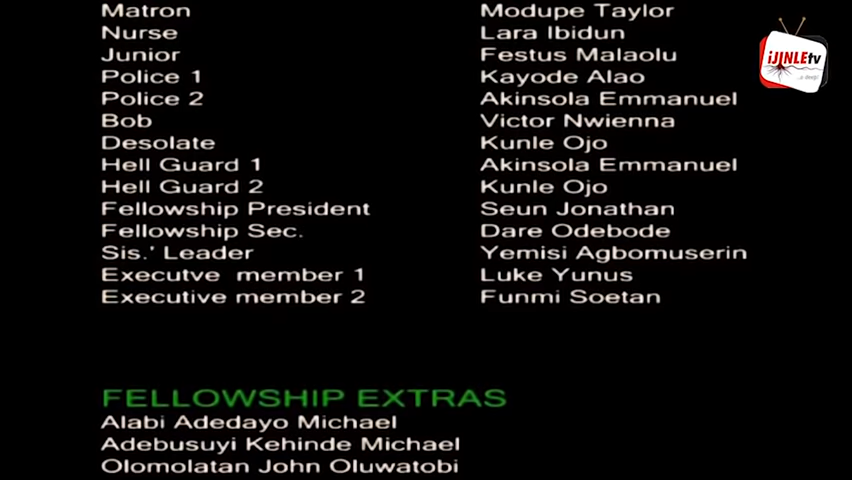 Matron Modupe Taylor
Nurse Lara Ibidun
Junior Festus Malaolu
Police 1 Kayode Alao
Police 2 Akinsola Emmanuel
Bob Victor Nwienna
Desolate Kunle Ojo
Hell Guard 1 Akinsola Emmanuel
Hell Guard 2 Kunle Ojo
Fellowship President Seun Jonathan
Fellowship Sec. Dare Odebode
Sis.' Leader Yemisi Agbomuserin
Executve member 1 Luke Yunus
Executive member 2 Funmi Soetan
FELLOWSHIP EXTRAS
Alabi Adedayo Michael
Adebusuyi Kehinde Michael
Olomolatan John Oluwatobi
iJINLEtv
...a deep!